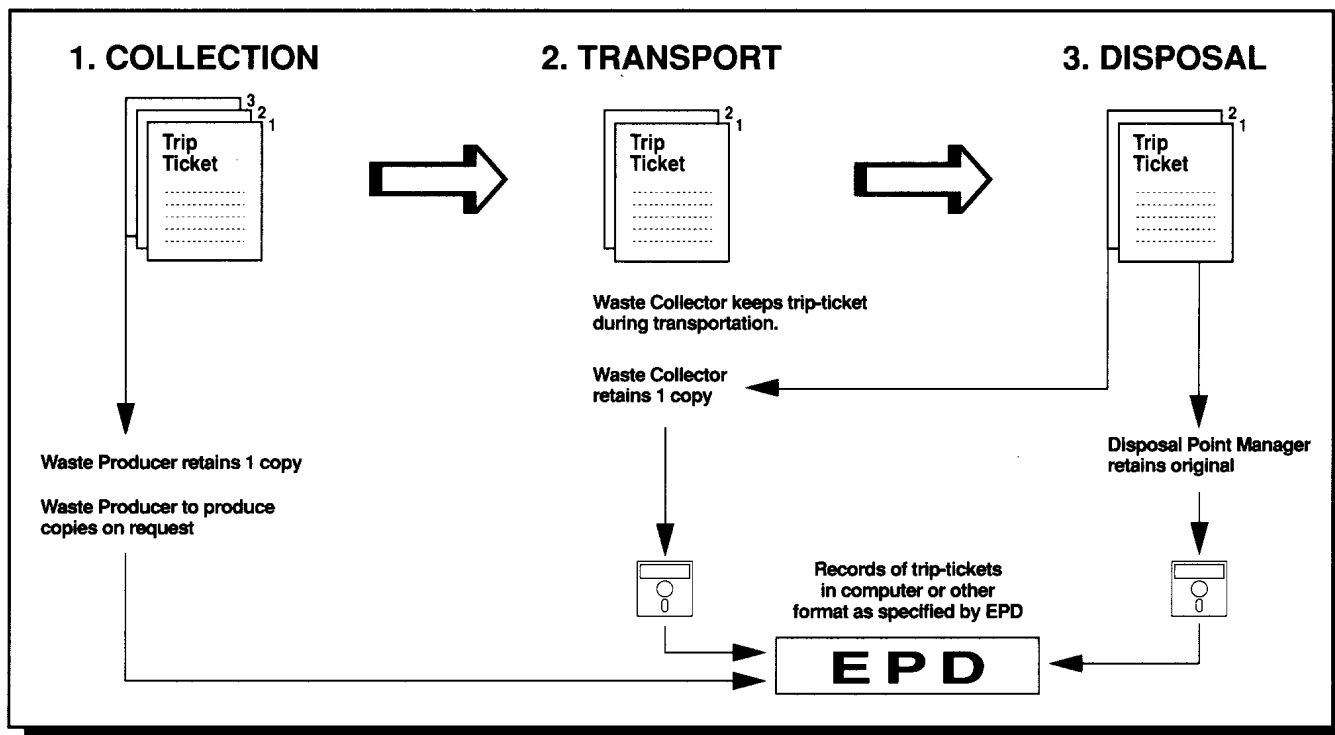 1. COLLECTION
3
2
1
Trip
Ticket
Waste Producer retains 1 copy
Waste Producer to produce
copies on request
2. TRANSPORT
2
1
Trip
Ticket
Waste Collector keeps trip-ticket
during transportation.
Waste Collector
retains 1 copy
3. DISPOSAL
2
1
Trip
Ticket
Disposal Point Manager
retains original
Records of trip-tickets
in computer or other
format as specified by EPD
EPD